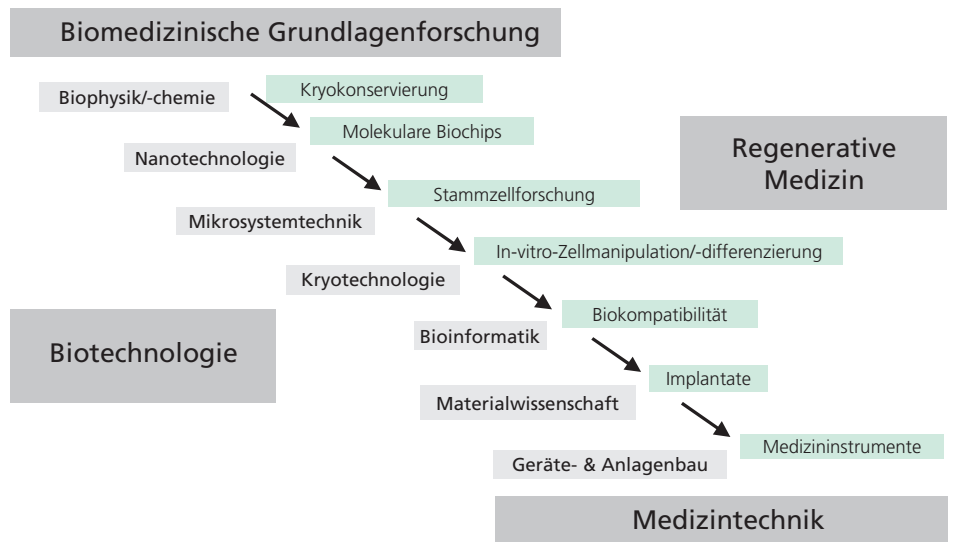 Biomedizinische Grundlagenforschung
Kryokonservierung
Biophysik/-chemie
Molekulare Biochips
Regenerative
Medizin
Nanotechnologie
Stammzellforschung
Mikrosystemtechnik
In-vitro-Zellmanipulation/-differenzierung
Kryotechnologie
Biokompatibilität
Bioinformatik
Biotechnologie
Implantate
Materialwissenschaft
Medizininstrumente
Geräte- & Anlagenbau
Medizintechnik